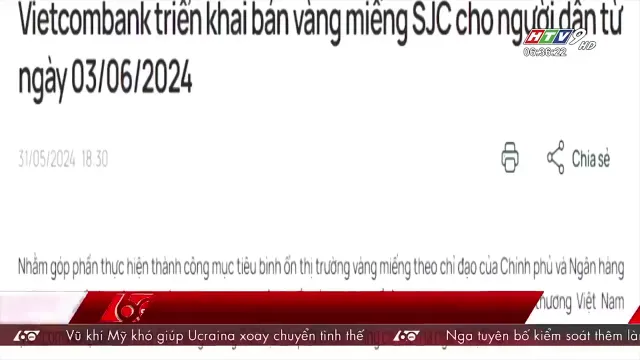 Vietcombank triển khai bán vàng miếng SJC cho người dân từ
ngày 03/06/2024
HTV9 HD
06:36:22
31/05/2024 18:30
Chia sẻ
Nhằm góp phần thực hiện thành công mục tiêu bình ổn thị trường vàng miếng theo chỉ đạo của Chính phủ và Ngân hàng
thương Việt Nam
Vũ khí Mỹ khó giúp Ucraina xoay chuyển tình thế
Nga tuyên bố kiểm soát thêm là